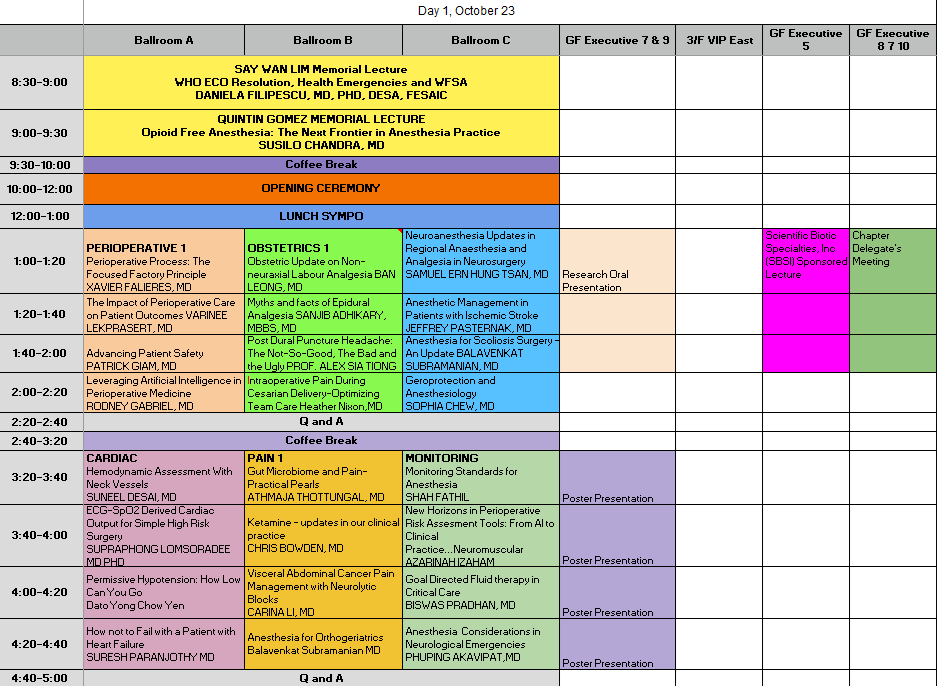 Day 1, October 23
Ballroom A
Ballroom B
Ballroom C
GF Executive 7 & 9
3/F VIP East
GF Executive
5
GF Executive
8 7 10
8:30-9:00
SAY WAN LIM Memorial Lecture
WHO ECO Resolution, Health Emergencies and WFSA
DANIELA FILIPESCU, MD, PHD, DESA, FESAIC
9:00-9:30
QUINTIN GOMEZ MEMORIAL LECTURE
Opioid Free Anesthesia: The Next Frontier in Anesthesia Practice
SUSILO CHANDRA, MD
9:30-10:00
Coffee Break
10:00-12:00
OPENING CEREMONY
12:00-1:00
LUNCH SYMPO
1:00-1:20
PERIOPERATIVE 1
Perioperative Process: The
Focused Factory Principle
XAVIER FALIERES, MD
OBSTETRICS 1
Obstetric Update on Non-
neuraxial Labour Analgesia BAN
LEONG, MD
Neuroanesthesia Updates in
Regional Anaesthesia and
Analgesia in Neurosurgery
SAMUEL ERN HUNG TSAN, MD
Research Oral
Presentation
Scientific Biotic
Specialties, Inc
(SBSI) Sponsored
Lecture
Chapter
Delegate's
Meeting
1:20-1:40
The Impact of Perioperative Care
on Patient Outcomes VARINEE
LEKPRASERT, MD
Myths and facts of Epidural
Analgesia SANJIB ADHIKARY,
MBBS, MD
Anesthetic Management in
Patients with Ischemic Stroke
JEFFREY PASTERNAK, MD
1:40-2:00
Advancing Patient Safety
PATRICK GIAM, MD
Post Dural Puncture Headache:
The Not-So-Good, The Bad and
the Ugly PROF. ALEX SIA TIONG
Anesthesia for Scoliosis Surgery -
An Update BALAVENKAT
SUBRAMANIAN, MD
2:00-2:20
Leveraging Artificial Intelligence in
Perioperative Medicine
RODNEY GABRIEL, MD
Intraoperative Pain During
Cesarian Delivery-Optimizing
Team Care Heather Nixon,MD
Geroprotection and
Anesthesiology
SOPHIA CHEW, MD
2:20-2:40
Q and A
2:40-3:20
Coffee Break
3:20-3:40
CARDIAC
Hemodynamic Assessment With
Neck Vessels
SUNEEL DESAI, MD
PAIN 1
Gut Microbiome and Pain-
Practical Pearls
ATHMAJA THOTTUNGAL, MD
MONITORING
Monitoring Standards for
Anesthesia
SHAH FATHIL
Poster Presentation
3:40-4:00
ECG-SpO2 Derived Cardiac
Output for Simple High Risk
Surgery
SUPRAPHONG LOMSORADEE
MD PHD
Ketamine - updates in our clinical
practice
CHRIS BOWDEN, MD
New Horizons in Perioperative
Risk Assesment Tools: From AI to
Clinical
Practice...Neuromuscular
AZARINAH IZAHAM
Poster Presentation
4:00-4:20
Permissive Hypotension: How Low
Can You Go
Dato Yong Chow Yen
Visceral Abdominal Cancer Pain
Management with Neurolytic
Blocks
CARINA LI, MD
Goal Directed Fluid therapy in
Critical Care
BISWAS PRADHAN, MD
Poster Presentation
4:20-4:40
How not to Fail with a Patient with
Heart Failure
SURESH PARANJOTHY MD
Anesthesia for Orthogeriatrics
Balavenkat Subramanian MD
Anesthesia Considerations in
Neurological Emergencies
PHUPING AKAVIPAT,MD
Poster Presentation
4:40-5:00
Q and A